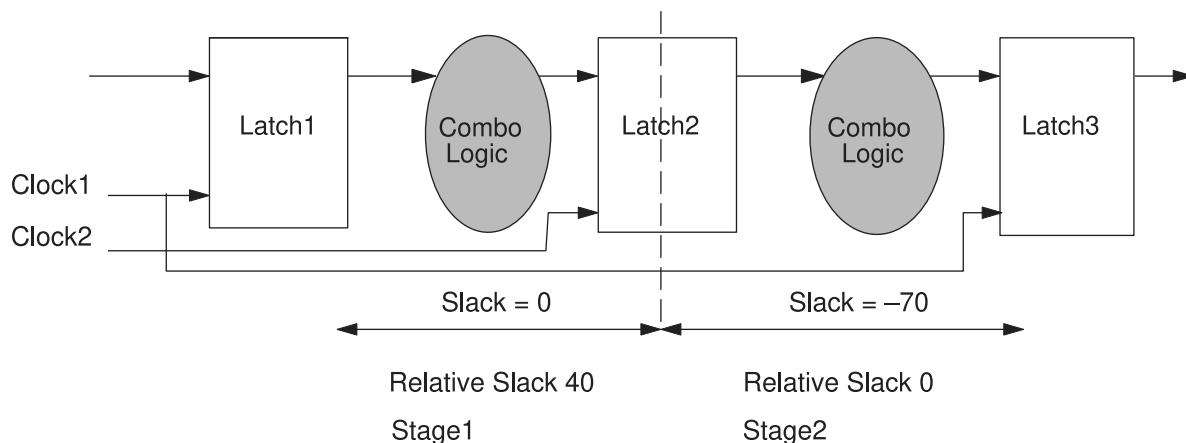 Latch1
Combo
Logic
Latch2
Combo
Logic
Latch3
Clock1
Clock2
Slack = 0
Slack = –70
Relative Slack 40
Relative Slack 0
Stage1
Stage2